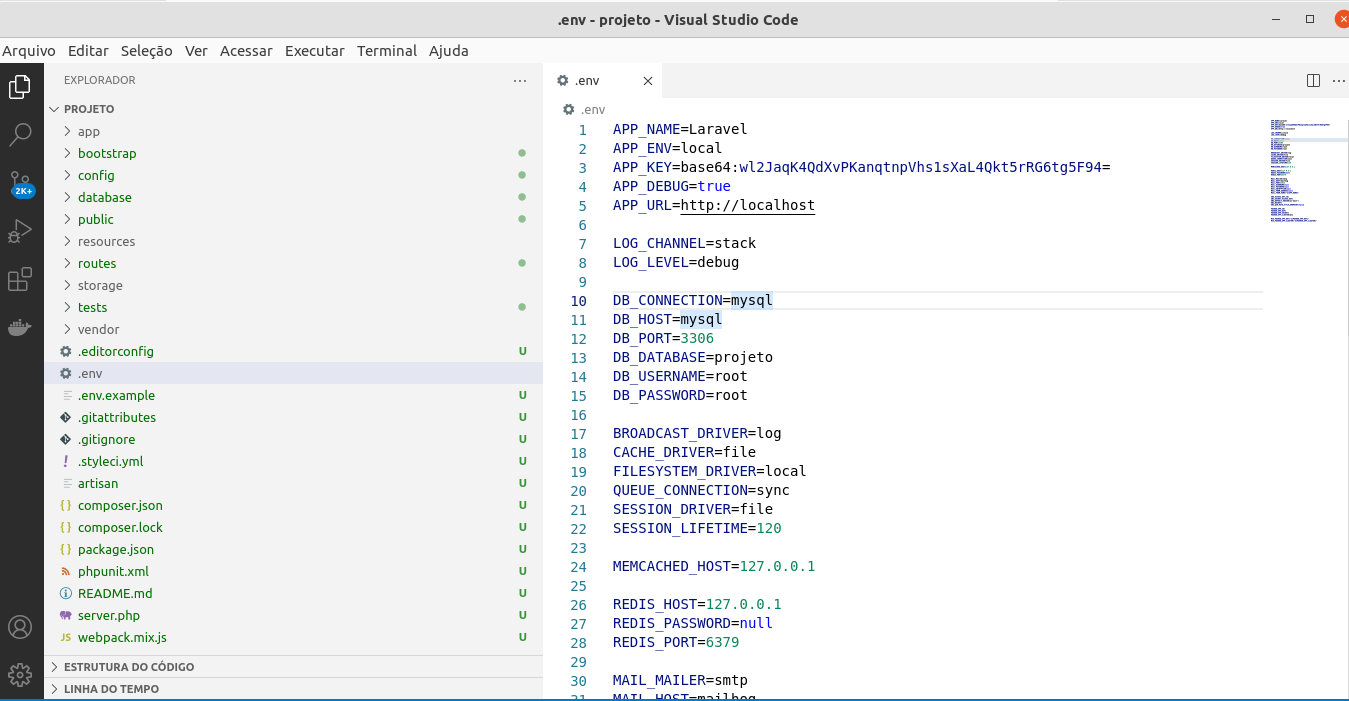 .env - projeto - Visual Studio Code
Arquivo Editar Seleção Ver Acessar Executar Terminal Ajuda
EXPLORADOR
PROJETO
app
bootstrap
config
database
public
resources
routes
storage
tests
vendor
.editorconfig U
.env
.env.example U
.gitattributes U
.gitignore U
.styleci.yml U
artisan U
composer.json U
composer.lock U
package.json U
phpunit.xml U
README.md U
server.php U
webpack.mix.js U
ESTRUTURA DO CÓDIGO
LINHA DO TEMPO
2K+
.env
.env
1 APP_NAME=Laravel
2 APP_ENV=local
3 APP_KEY=base64:wl2JaqK4QdXvPKanqtnpVhs1sXaL4Qkt5rRG6tg5F94=
4 APP_DEBUG=true
5 APP_URL=http://localhost
6
7 LOG_CHANNEL=stack
8 LOG_LEVEL=debug
9
10 DB_CONNECTION=mysql
11 DB_HOST=mysql
12 DB_PORT=3306
13 DB_DATABASE=projeto
14 DB_USERNAME=root
15 DB_PASSWORD=root
16
17 BROADCAST_DRIVER=log
18 CACHE_DRIVER=file
19 FILESYSTEM_DRIVER=local
20 QUEUE_CONNECTION=sync
21 SESSION_DRIVER=file
22 SESSION_LIFETIME=120
23
24 MEMCACHED_HOST=127.0.0.1
25
26 REDIS_HOST=127.0.0.1
27 REDIS_PASSWORD=null
28 REDIS_PORT=6379
29
30 MAIL_MAILER=smtp
31 MAIL_HOST=mailhog